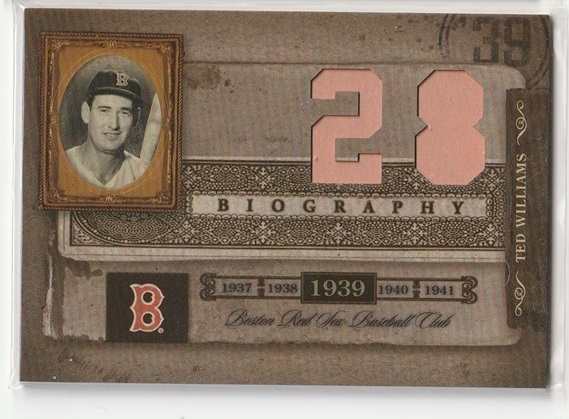 39
B
28
BIOGRAPHY
TED WILLIAMS
1937 1938 1939 1940 1941
B
Boston Red Sox Baseball Club